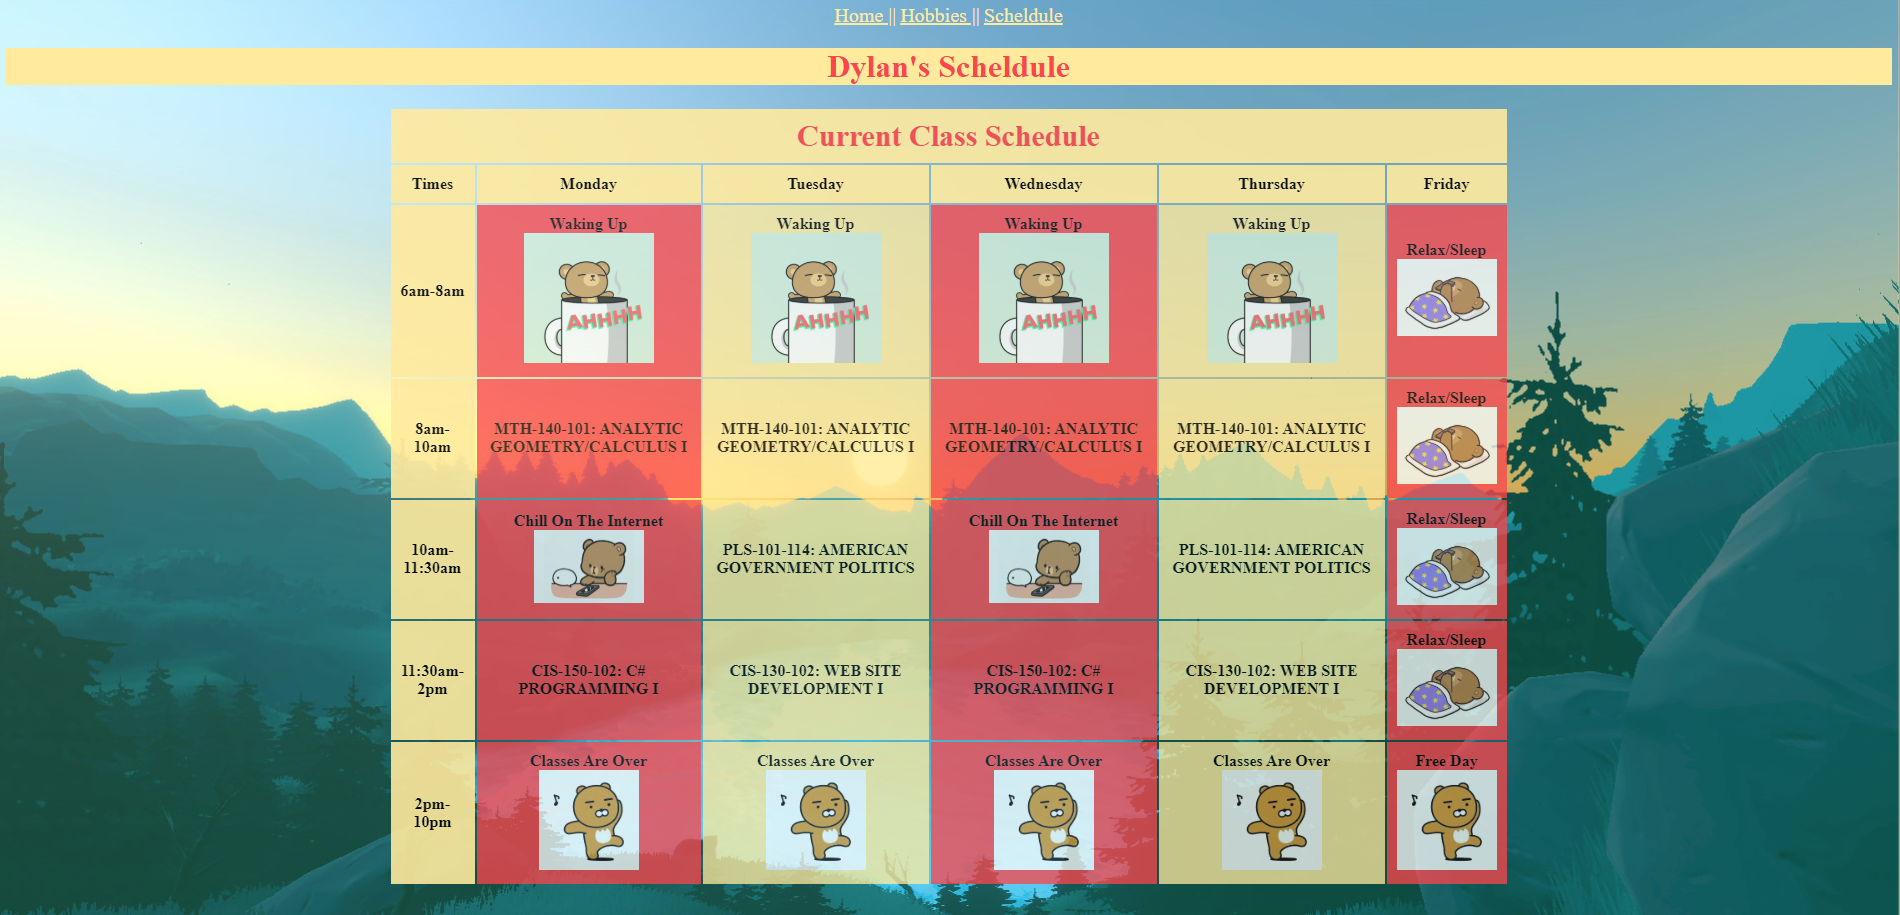 Home || Hobbies || Scheldule
Dylan's Scheldule
Current Class Schedule
Times Monday Tuesday Wednesday Thursday Friday
6am-8am
Waking Up
AHHHHH
Waking Up
AHHHHH
Waking Up
AHHHHH
Waking Up
AHHHHH
Relax/Sleep
8am-
10am
MTH-140-101: ANALYTIC
GEOMETRY/CALCULUS I
MTH-140-101: ANALYTIC
GEOMETRY/CALCULUS I
MTH-140-101: ANALYTIC
GEOMETRY/CALCULUS I
MTH-140-101: ANALYTIC
GEOMETRY/CALCULUS I
Relax/Sleep
10am-
11:30am
Chill On The Internet
PLS-101-114: AMERICAN
GOVERNMENT POLITICS
Chill On The Internet
PLS-101-114: AMERICAN
GOVERNMENT POLITICS
Relax/Sleep
11:30am-
2pm
CIS-150-102: C#
PROGRAMMING I
CIS-130-102: WEB SITE
DEVELOPMENT I
CIS-150-102: C#
PROGRAMMING I
CIS-130-102: WEB SITE
DEVELOPMENT I
Relax/Sleep
2pm-
10pm
Classes Are Over
Classes Are Over
Classes Are Over
Classes Are Over
Free Day